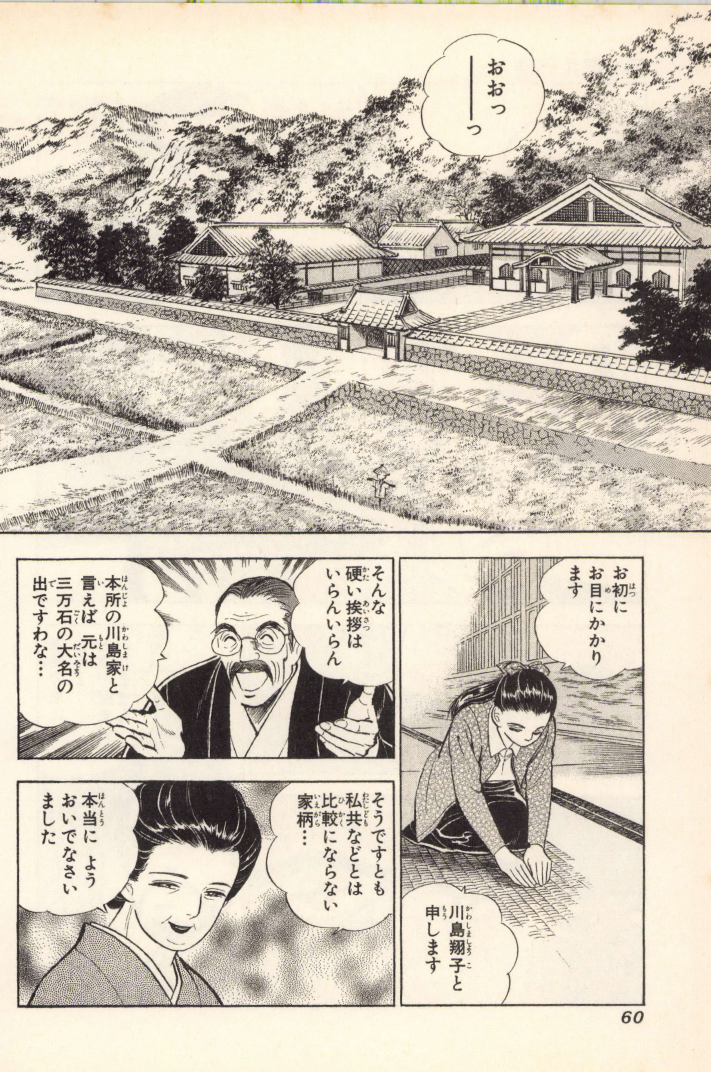 おおっ
――っ
お初に
お目にかかり
ます
川島翔子と
申します
そんな
硬い挨拶は
いらんいらん
本所の川島家と
言えば 元は
三万石の大名の
出ですわな…
そうですとも
私共などとは
比較にならない
家柄…
本当に よう
おいでなさい
ました
60